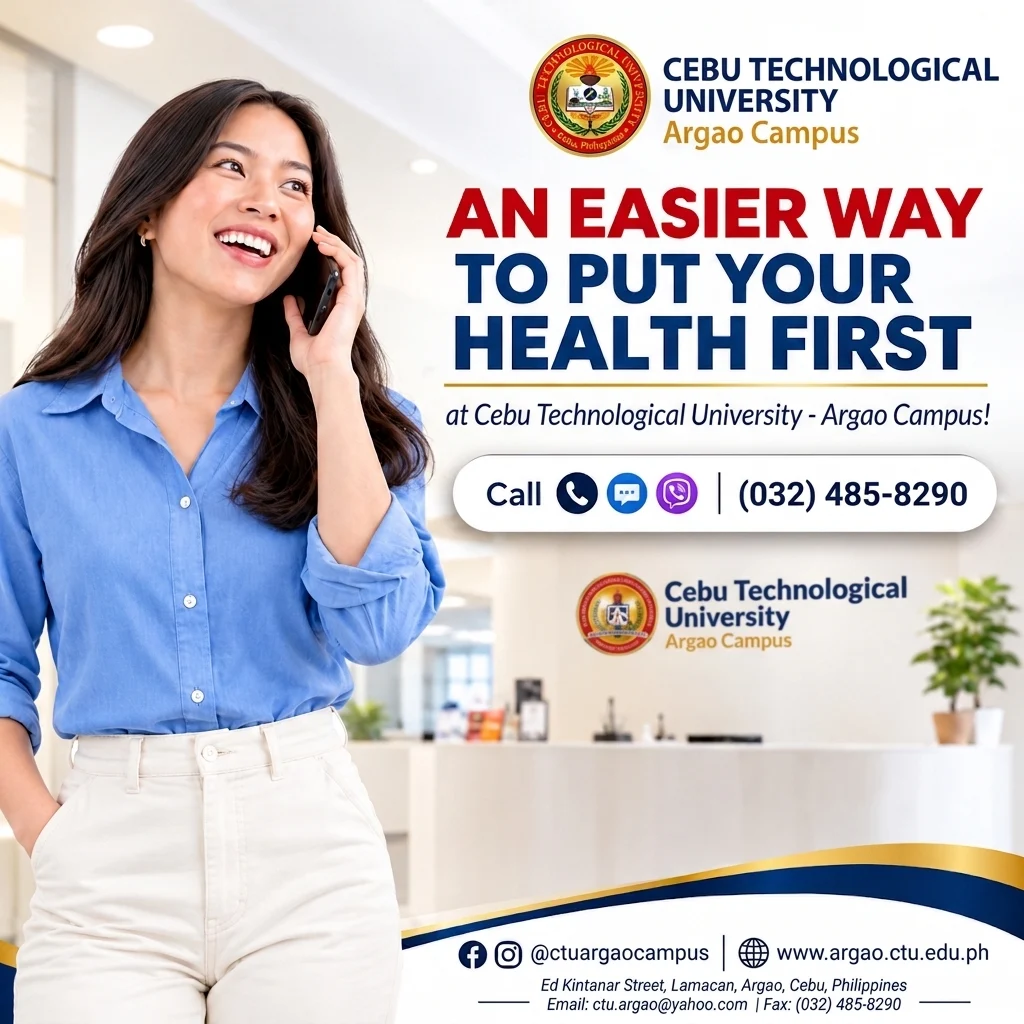 CEBU TECHNOLOGICAL
UNIVERSITY
Argao Campus
AN EASIER WAY
TO PUT YOUR
HEALTH FIRST
at Cebu Technological University - Argao Campus!
Call | (032) 485-8290
Cebu Technological
University
Argao Campus
@ctuargaocampus | www.argao.ctu.edu.ph
Ed Kintanar Street, Lamacan, Argao, Cebu, Philippines
Email: ctu.argao@yahoo.com | Fax: (032) 485-8290